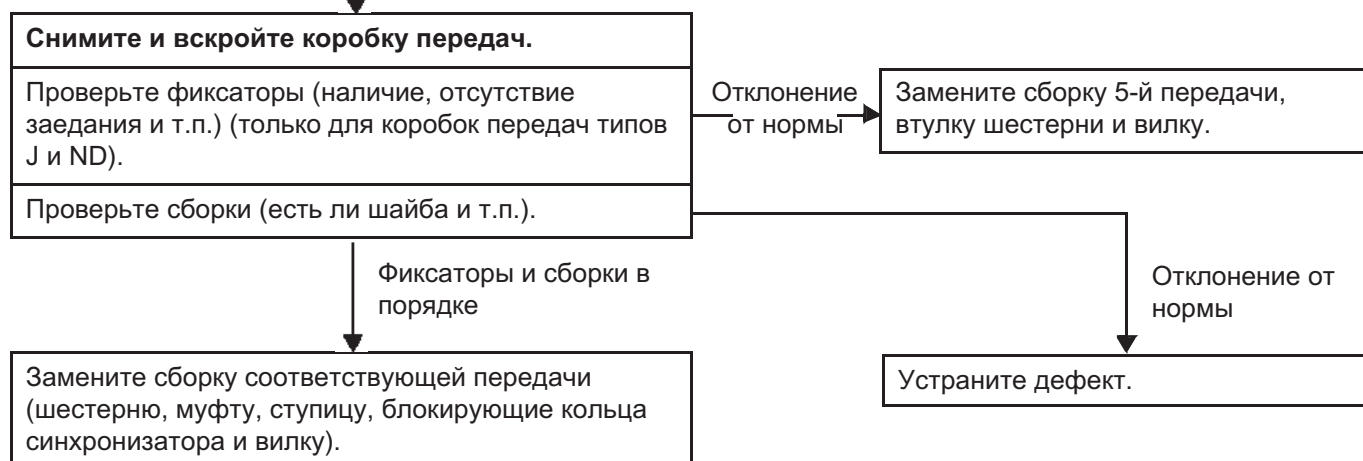 Снимите и вскройте коробку передач.
Проверьте фиксаторы (наличие, отсутствие
заедания и т.п.) (только для коробок передач типов
J и ND).
Отклонение
от нормы
Замените сборку 5-й передачи,
втулку шестерни и вилку.
Проверьте сборки (есть ли шайба и т.п.).
Фиксаторы и сборки в
порядке
Отклонение от
нормы
Замените сборку соответствующей передачи
(шестерню, муфту, ступицу, блокирующие кольца
синхронизатора и вилку).
Устраните дефект.